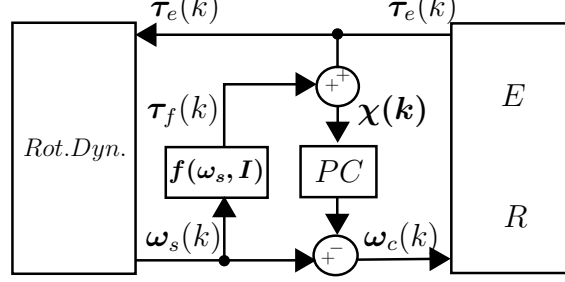 τ_e(k) τ_e(k)
+ +
τ_f(k) χ(k) E
Rot.Dyn. f(ω_s, I) PC
R
ω_s(k) + − ω_c(k)